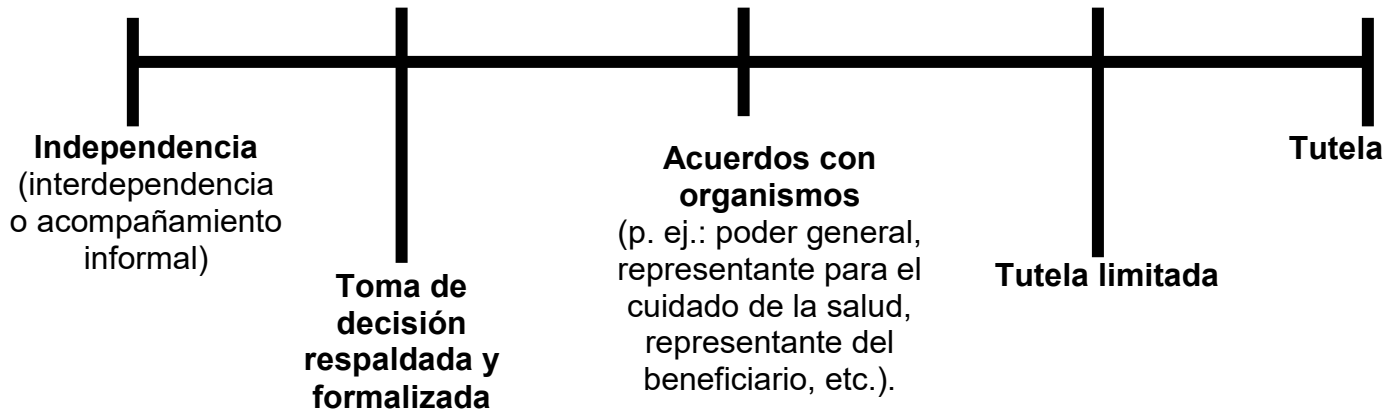 Independencia
(interdependencia
o acompañamiento
informal)
Toma de
decisión
respaldada y
formalizada
Acuerdos con
organismos
(p. ej.: poder general,
representante para el
cuidado de la salud,
representante del
beneficiario, etc.).
Tutela limitada
Tutela